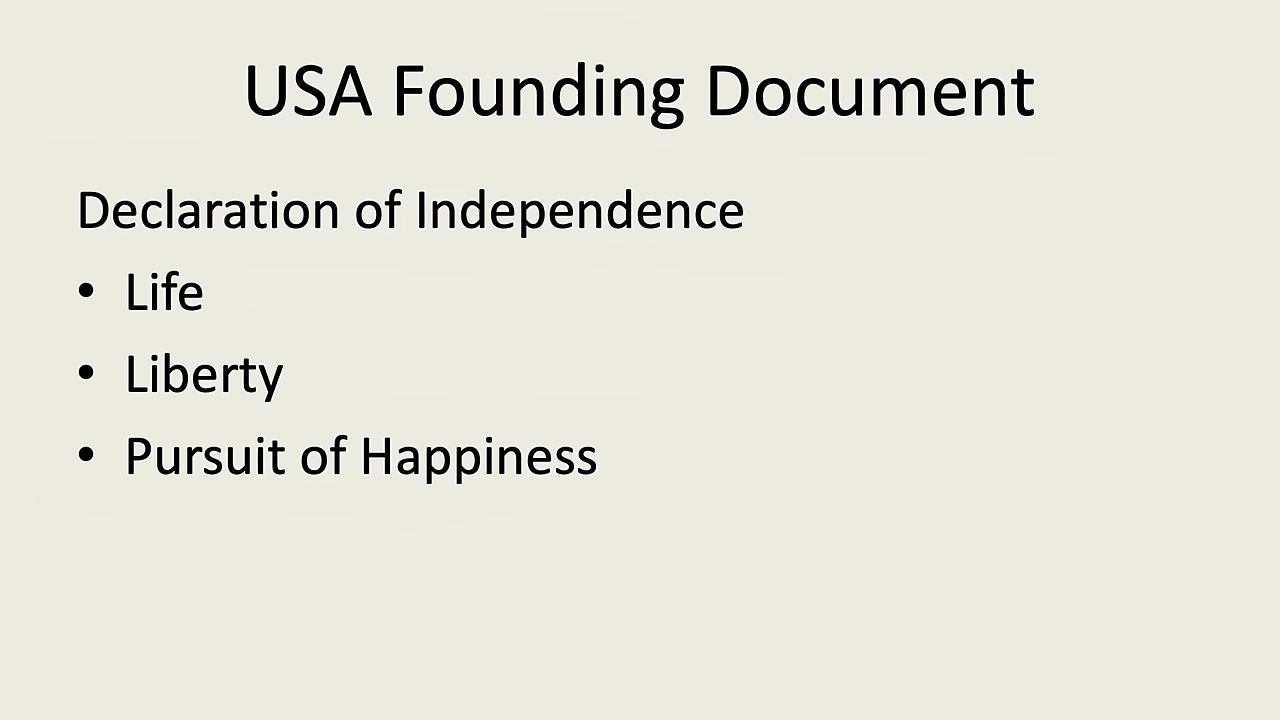 USA Founding Document
Declaration of Independence
• Life
• Liberty
• Pursuit of Happiness